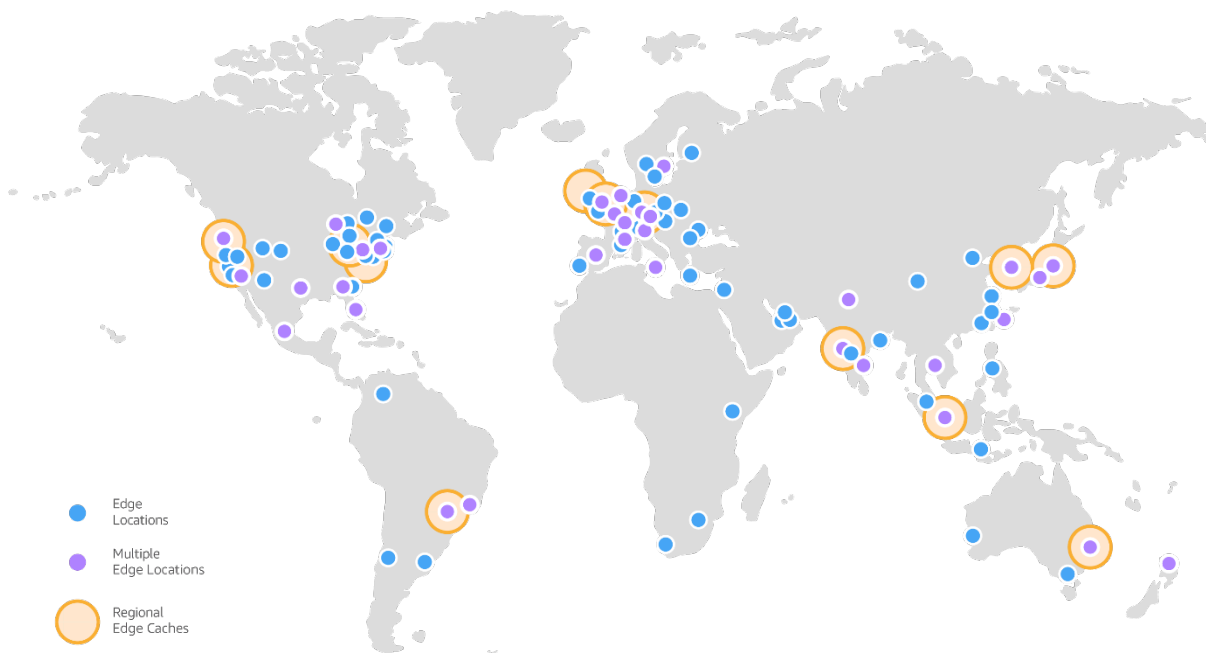 Edge
Locations
Multiple
Edge Locations
Regional
Edge Caches